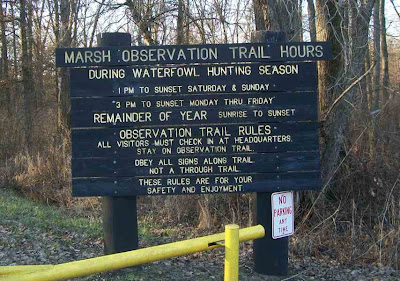 MARSH OBSERVATION TRAIL HOURS
DURING WATERFOWL HUNTING SEASON
1 PM TO SUNSET SATURDAY & SUNDAY
3 PM TO SUNSET MONDAY THRU FRIDAY
REMAINDER OF YEAR SUNRISE TO SUNSET
OBSERVATION TRAIL RULES
ALL VISITORS MUST CHECK IN AT HEADQUARTERS.
STAY ON OBSERVATION TRAIL.
OBEY ALL SIGNS ALONG TRAIL
NOT A THROUGH TRAIL
THESE RULES ARE FOR YOUR
SAFETY AND ENJOYMENT.
NO
PARKING
ANY
TIME